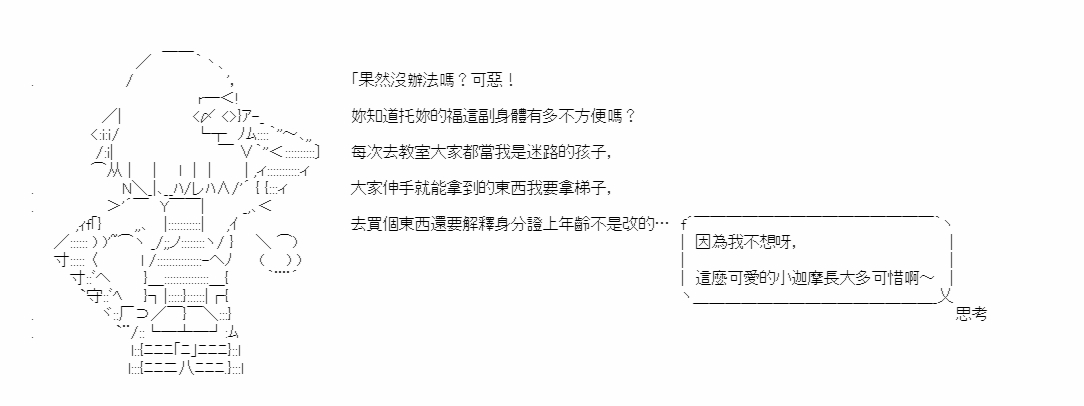 「果然沒辦法嗎？可惡！
妳知道托妳的福這副身體有多不方便嗎？
每次去教室大家都當我是迷路的孩子，
大家伸手就能拿到的東西我要拿梯子，
去買個東西還要解釋身分證上年齡不是改的…
因為我不想呀，
這麼可愛的小迦摩長大多可惜啊～
思考